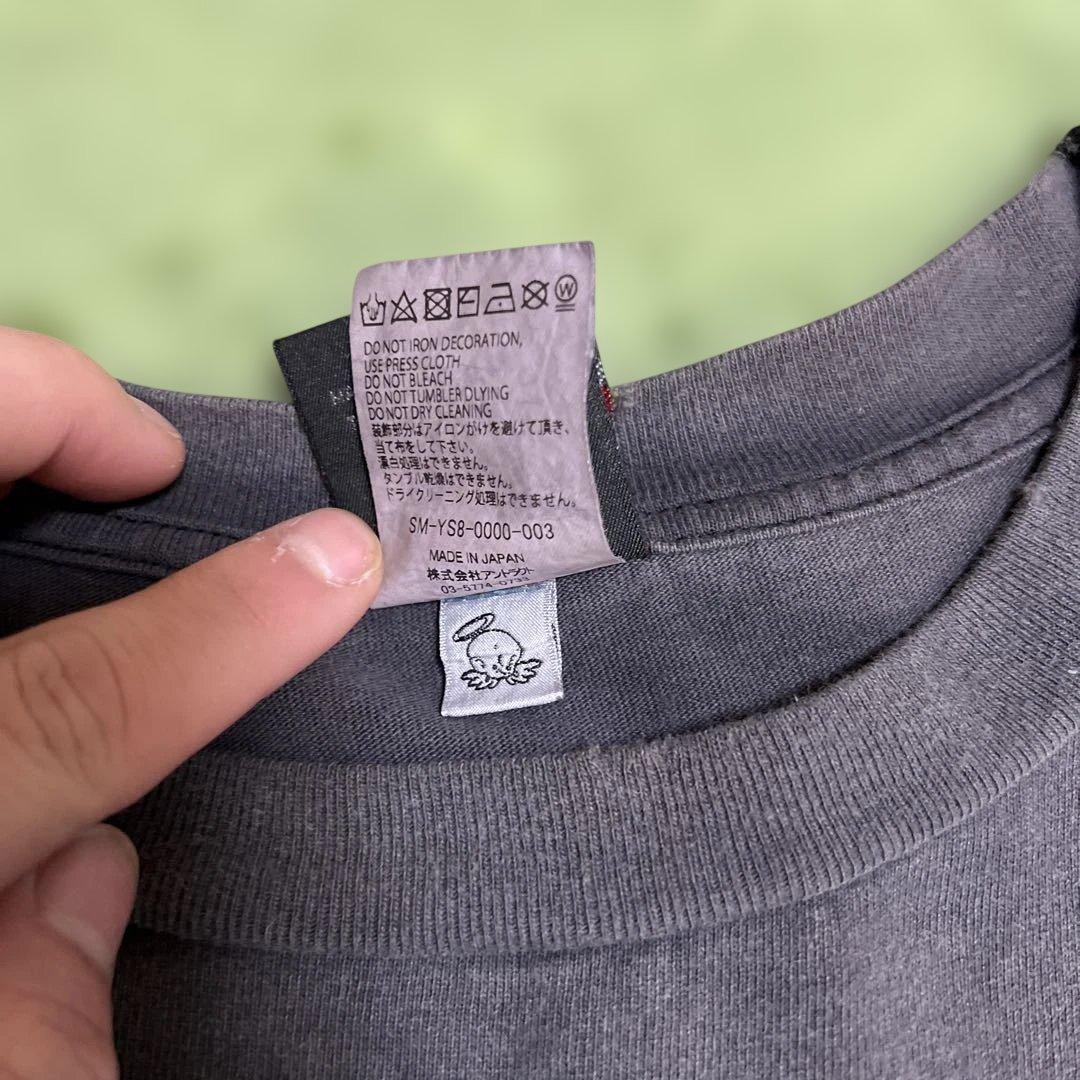 DO NOT IRON DECORATION,
USE PRESS CLOTH
DO NOT BLEACH
DO NOT TUMBLER DLYING
DO NOT DRY CLEANING
装飾部分はアイロンがけを避けて頂き、
当て布をして下さい。
漂白処理はできません。
タンブル乾燥はできません。
ドライクリーニング処理はできません。
SM-YS8-0000-003
MADE IN JAPAN
株式会社アントラクト
03-5774-0733
W